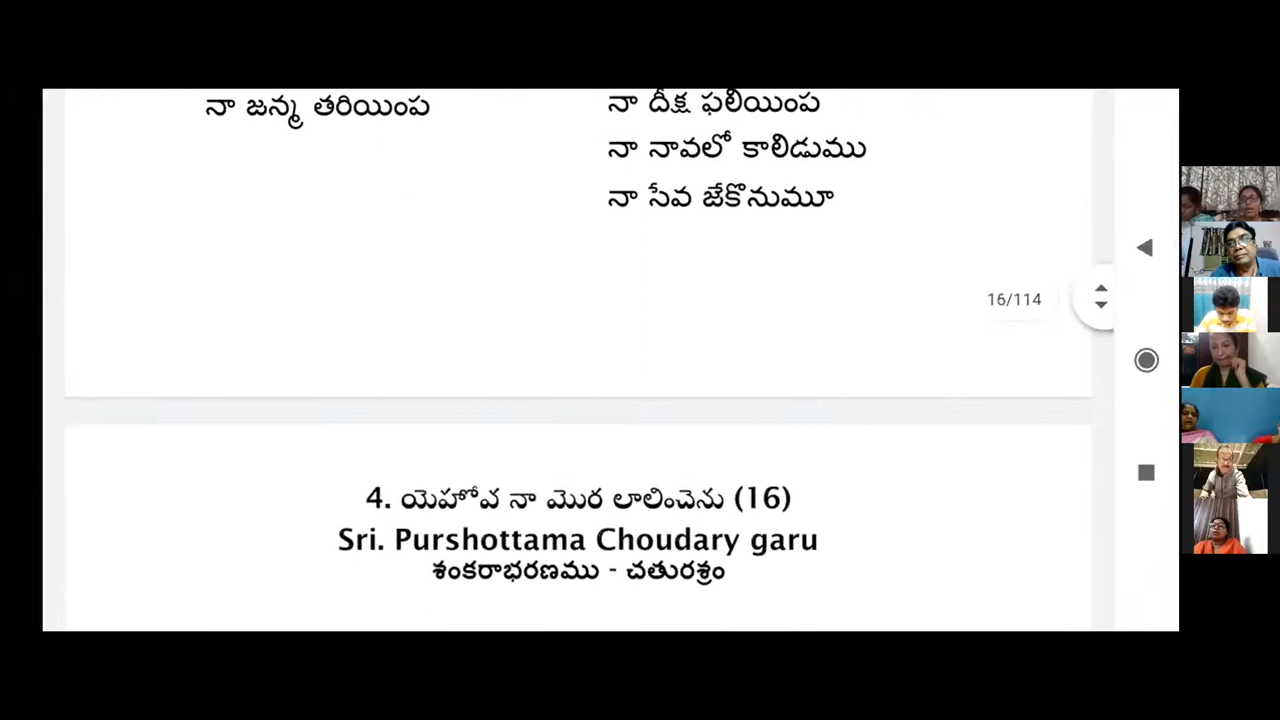 నా జన్మ తరియింప
నా దీక్ష ఫలియింప
నా నావలో కాలిడుము
నా సేవ జేకొనుమూ
16/114
4. యెహోవ నా మొర లాలించెను (16)
Sri. Purshottama Choudary garu
శంకరాభరణము - చతురశ్రం